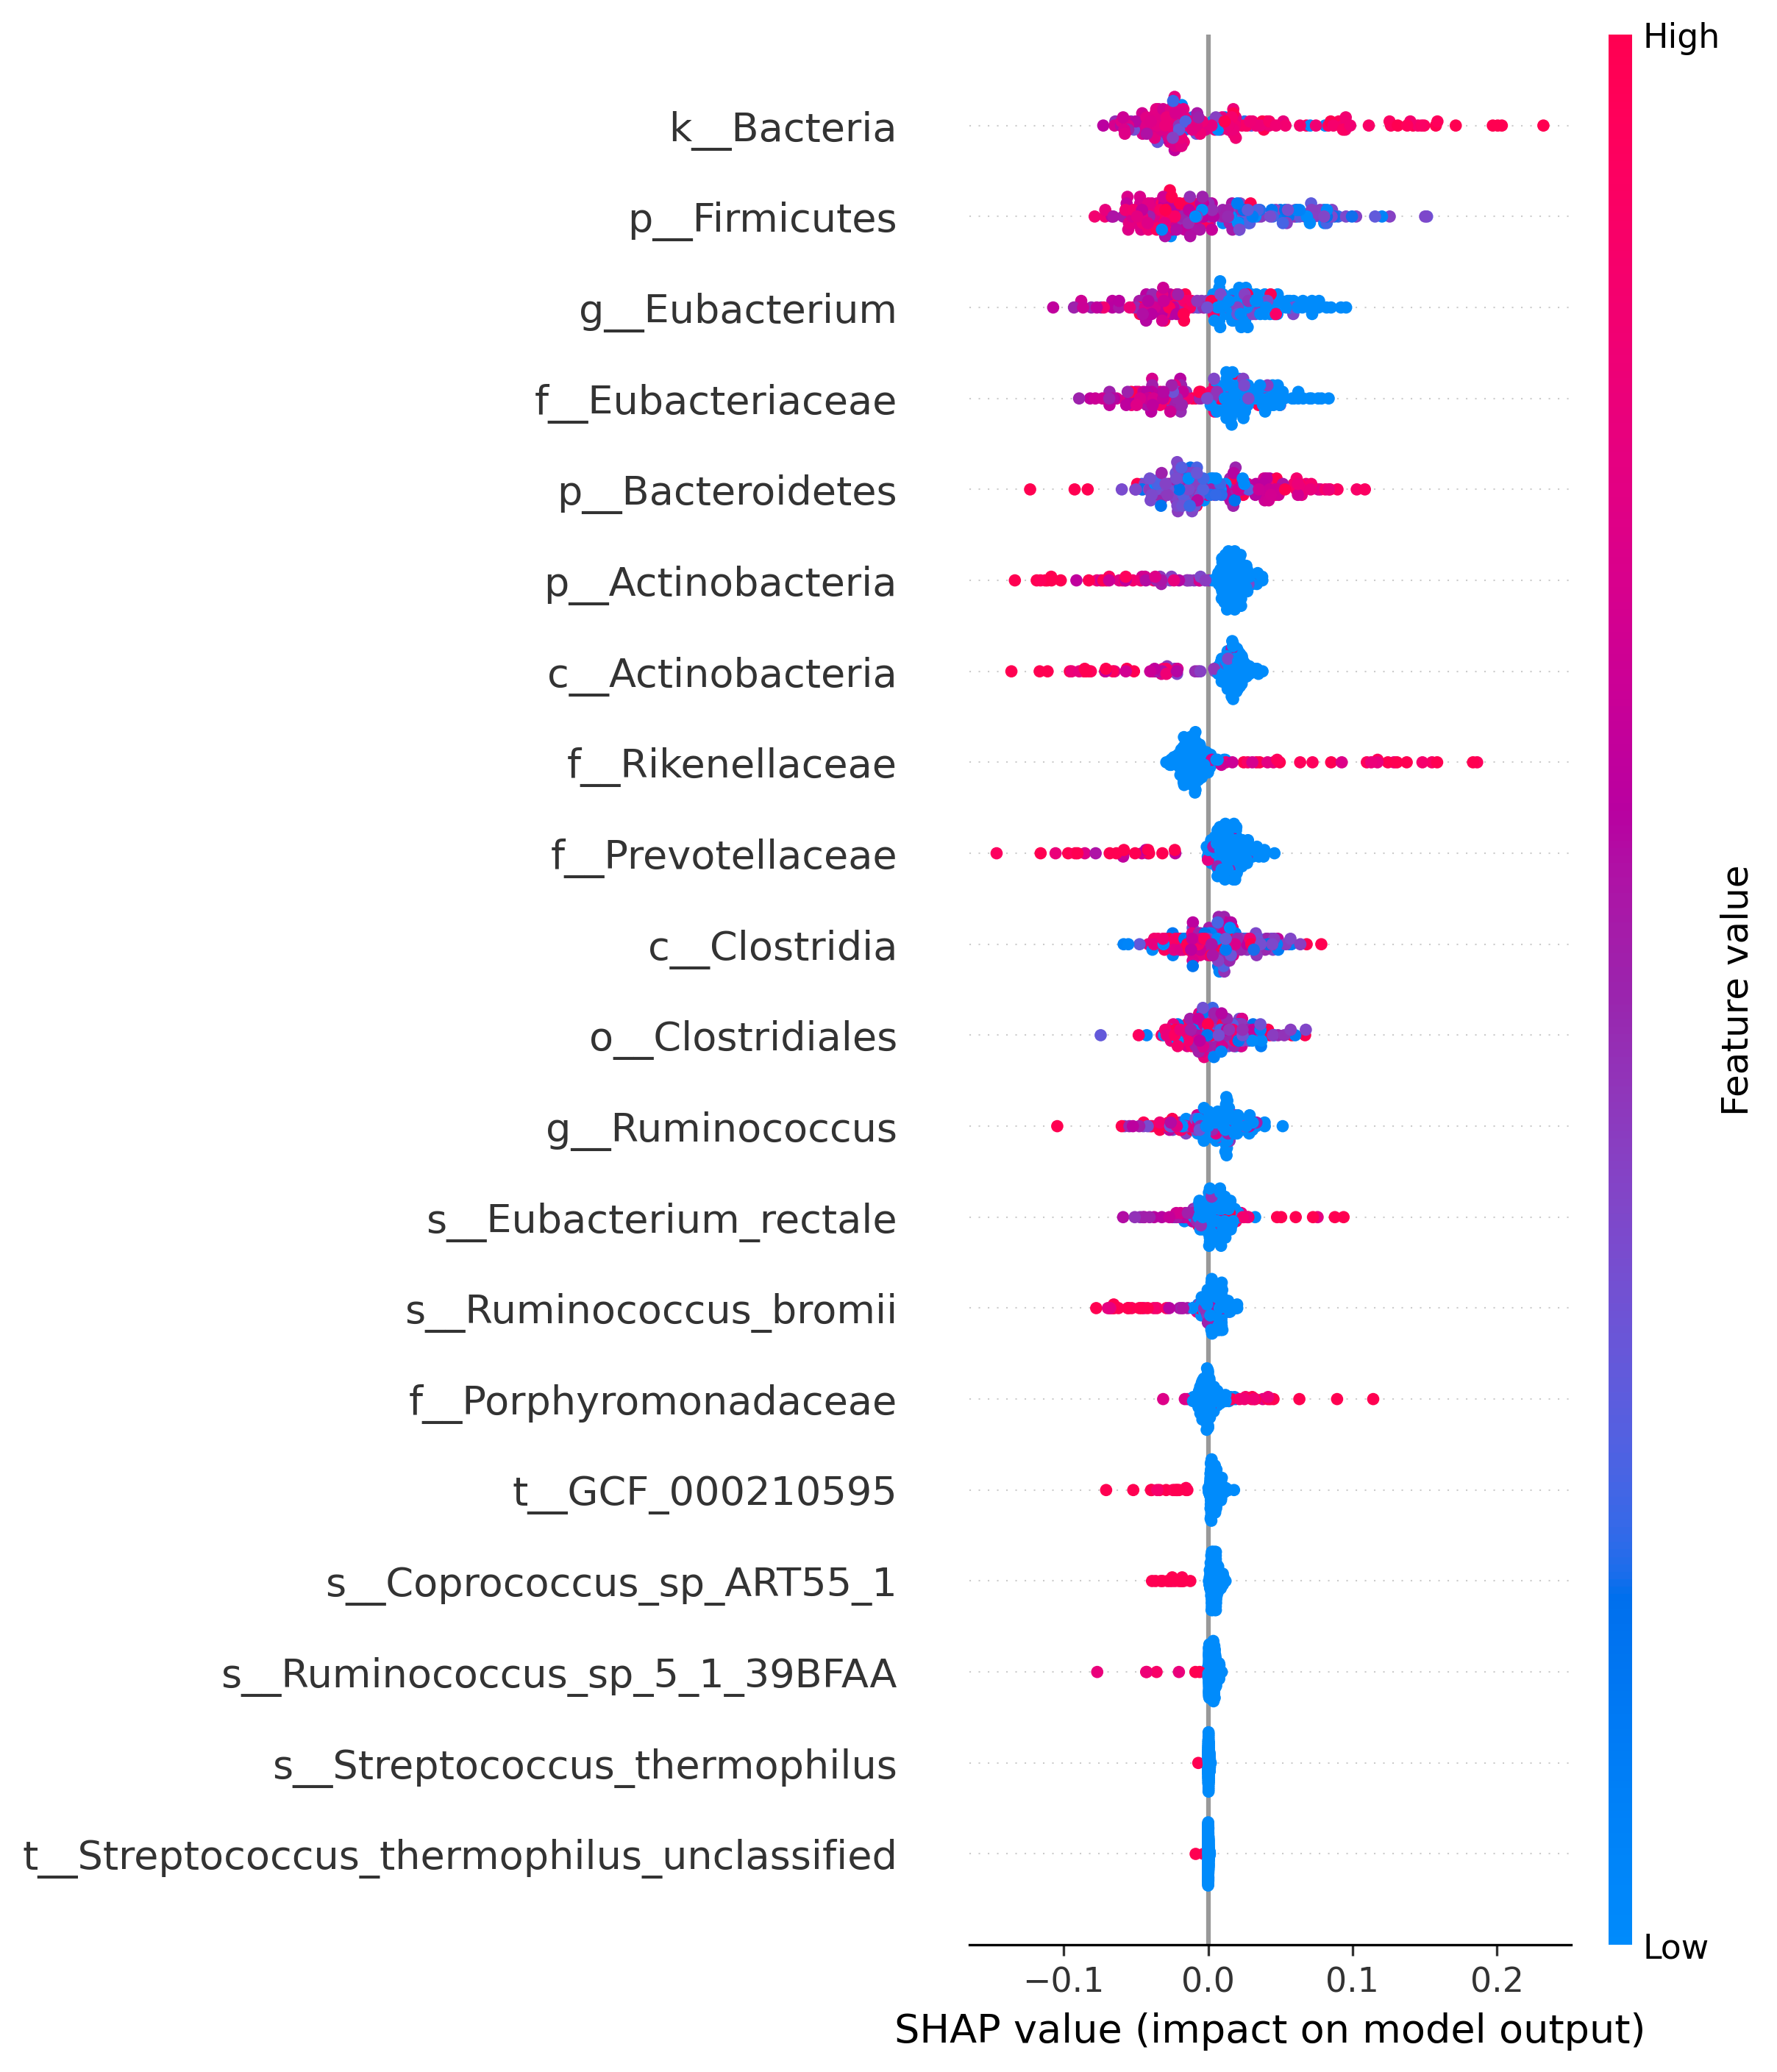 High
k__Bacteria
p__Firmicutes
g__Eubacterium
f__Eubacteriaceae
p__Bacteroidetes
p__Actinobacteria
c__Actinobacteria
f__Rikenellaceae
f__Prevotellaceae
c__Clostridia
o__Clostridiales
g__Ruminococcus
s__Eubacterium_rectale
s__Ruminococcus_bromii
f__Porphyromonadaceae
t__GCF_000210595
s__Coprococcus_sp_ART55_1
s__Ruminococcus_sp_5_1_39BFAA
s__Streptococcus_thermophilus
t__Streptococcus_thermophilus_unclassified
Feature value
Low
−0.1 0.0 0.1 0.2
SHAP value (impact on model output)